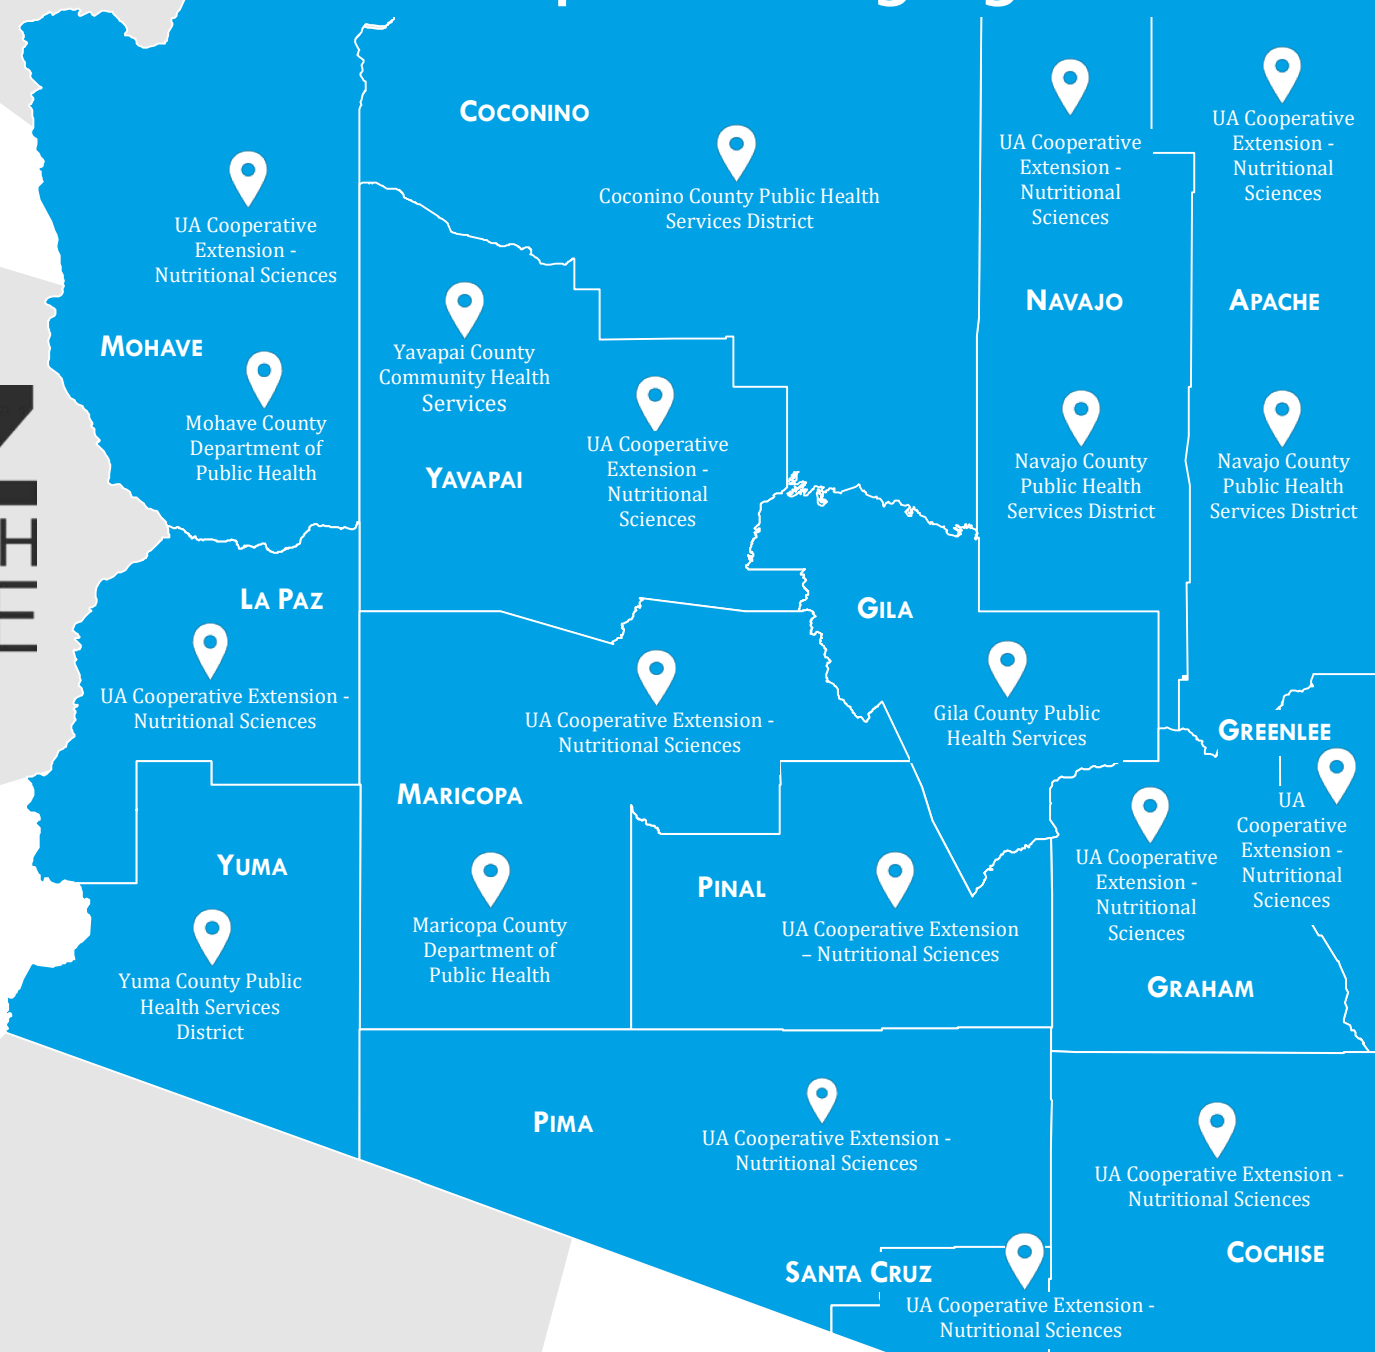 COCONINO
Coconino County Public Health
Services District
UA Cooperative
Extension -
Nutritional
Sciences
UA Cooperative
Extension -
Nutritional
Sciences
UA Cooperative
Extension -
Nutritional Sciences
MOHAVE
Mohave County
Department of
Public Health
Yavapai County
Community Health
Services
YAVAPAI
UA Cooperative
Extension -
Nutritional
Sciences
NAVAJO
APACHE
Navajo County
Public Health
Services District
Navajo County
Public Health
Services District
LA PAZ
UA Cooperative Extension -
Nutritional Sciences
GILA
Gila County Public
Health Services
UA Cooperative Extension -
Nutritional Sciences
MARICOPA
Maricopa County
Department of
Public Health
GREENLEE
UA
Cooperative
Extension -
Nutritional
Sciences
UA Cooperative
Extension -
Nutritional
Sciences
GRAHAM
YUMA
Yuma County Public
Health Services
District
PINAL
UA Cooperative Extension
– Nutritional Sciences
PIMA
UA Cooperative Extension -
Nutritional Sciences
UA Cooperative Extension -
Nutritional Sciences
COCHISE
SANTA CRUZ
UA Cooperative Extension -
Nutritional Sciences